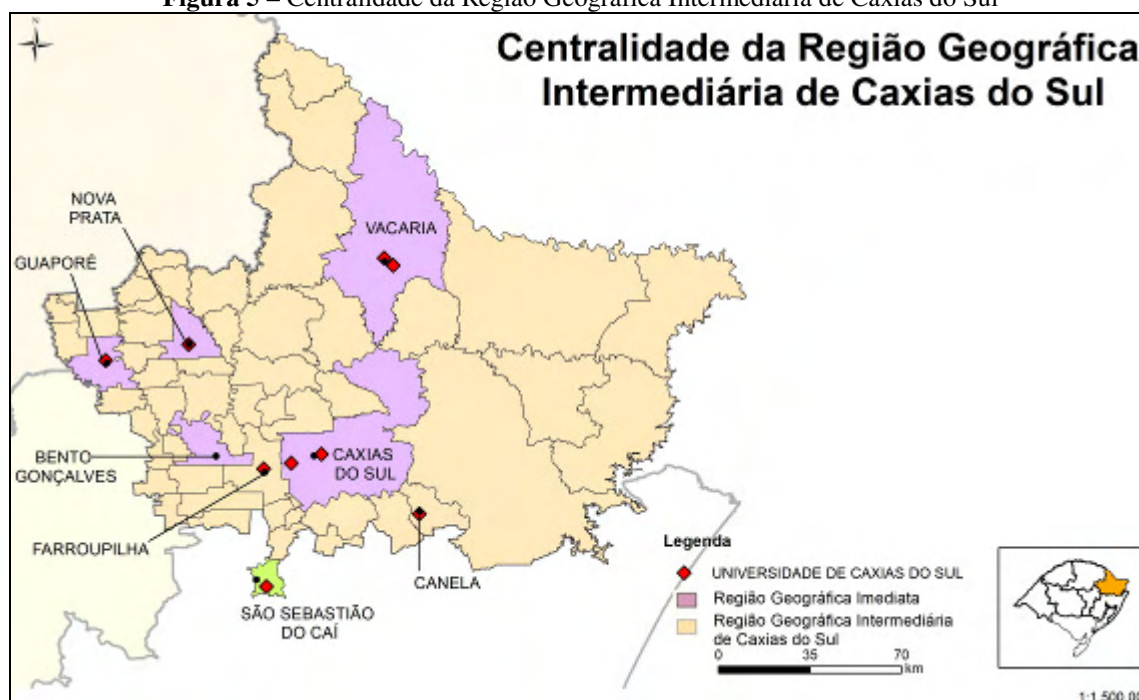 Figura 5 – Centralidade da Região Geográfica Intermediária de Caxias do Sul
N
Centralidade da Região Geográfica
Intermediária de Caxias do Sul
NOVA
PRATA
VACARIA
GUAPORÉ
BENTO
GONÇALVES
CAXIAS
DO SUL
FARROUPILHA
CANELA
SÃO SEBASTIÃO
DO CAÍ
Legenda
UNIVERSIDADE DE CAXIAS DO SUL
Região Geográfica Imediata
Região Geográfica Intermediária
de Caxias do Sul
0 35 70
km